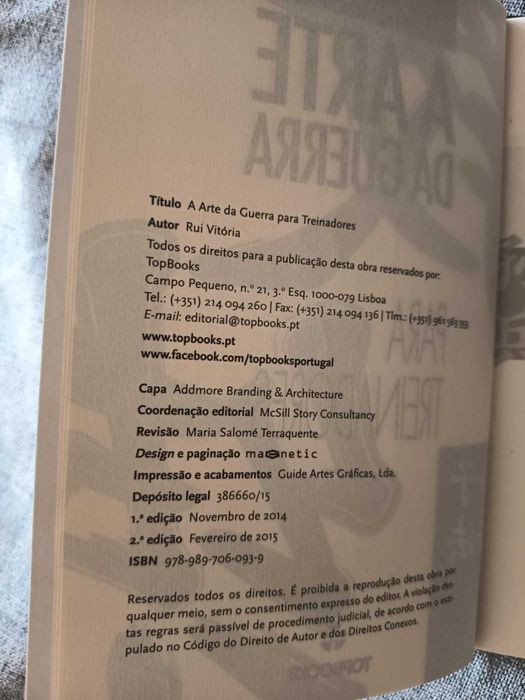 Título A Arte da Guerra para Treinadores
Autor Rui Vitória
Todos os direitos para a publicação desta obra reservados por:
TopBooks
Campo Pequeno, n.º 21, 3.º Esq. 1000-079 Lisboa
Tel.: (+351) 214 094 260 | Fax: (+351) 214 094 136 | Tlm.: (+351) 961 563 333
E-mail: editorial@topbooks.pt
www.topbooks.pt
www.facebook.com/topbooksportugal
Capa Addmore Branding & Architecture
Coordenação editorial McSill Story Consultancy
Revisão Maria Salomé Terraquente
Design e paginação magnetic
Impressão e acabamentos Guide Artes Gráficas, Lda.
Depósito legal 386660/15
1.ª edição Novembro de 2014
2.ª edição Fevereiro de 2015
ISBN 978-989-706-093-9
Reservados todos os direitos. É proibida a reprodução desta obra por
qualquer meio, sem o consentimento expresso do editor. A violação des-
tas regras será passível de procedimento judicial, de acordo com o esti-
pulado no Código do Direito de Autor e dos Direitos Conexos.
A ARTE
DA GUERRA
PARA
TREINADORES
TOPBOOKS